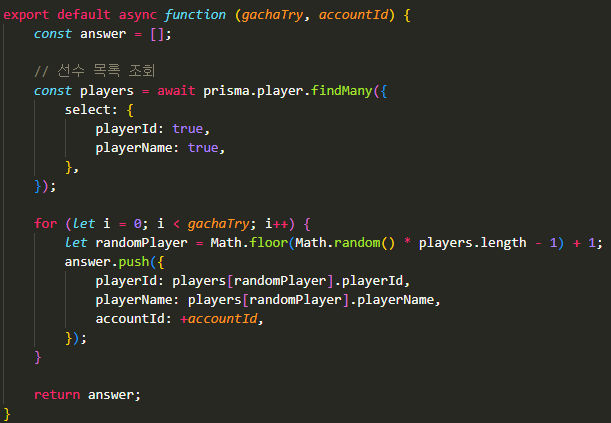 export default async function (gachaTry, accountId) {
    const answer = [];

    // 선수 목록 조회
    const players = await prisma.player.findMany({
        select: {
            playerId: true,
            playerName: true,
        },
    });

    for (let i = 0; i < gachaTry; i++) {
        let randomPlayer = Math.floor(Math.random() * players.length - 1) + 1;
        answer.push({
            playerId: players[randomPlayer].playerId,
            playerName: players[randomPlayer].playerName,
            accountId: +accountId,
        });
    }

    return answer;
}